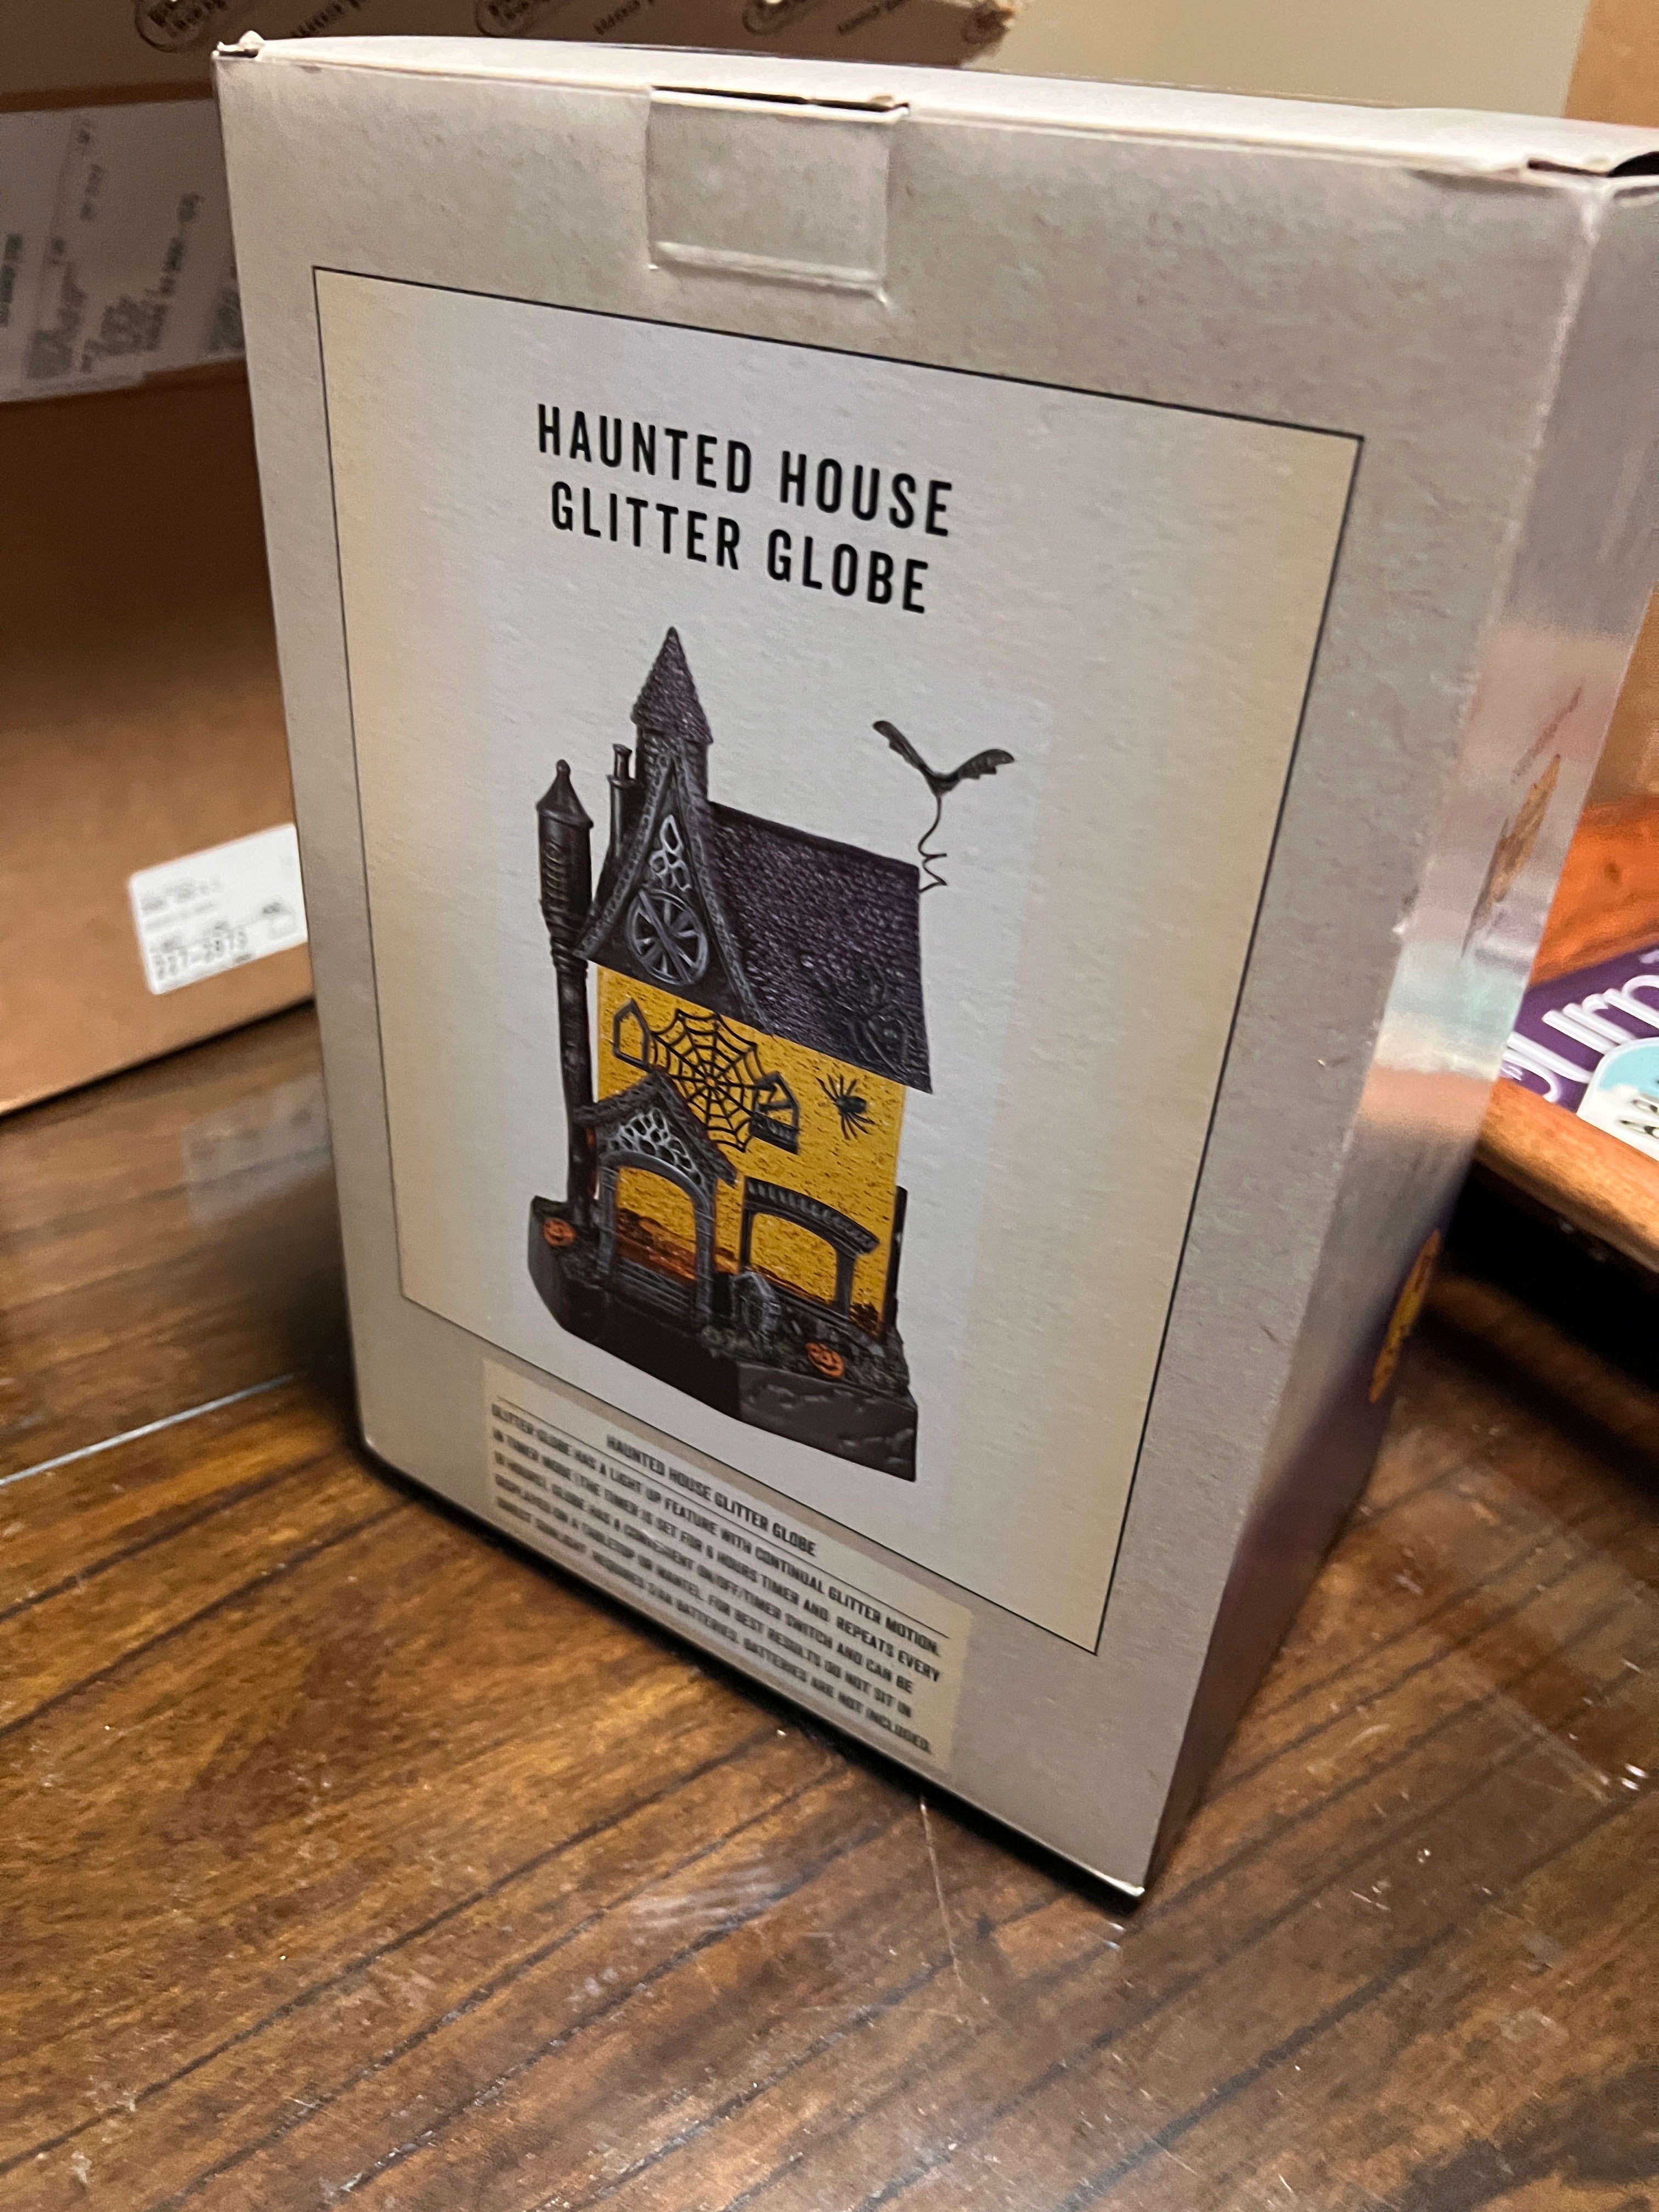 HAUNTED HOUSE
GLITTER GLOBE
HAUNTED HOUSE GLITTER GLOBE
GLITTER GLOBE HAS A LIGHT UP FEATURE WITH CONTINUAL GLITTER MOTION.
IN TIMER MODE (THE TIMER IS SET FOR 6 HOURS TIMER AND REPEATS EVERY
18 HOURS). GLOBE HAS A CONVENIENT ON/OFF/TIMER SWITCH AND CAN BE
DISPLAYED ON A TABLETOP OR MANTEL. FOR BEST RESULTS DO NOT SIT IN
DIRECT SUNLIGHT. REQUIRES 3 AA BATTERIES. BATTERIES ARE NOT INCLUDED.